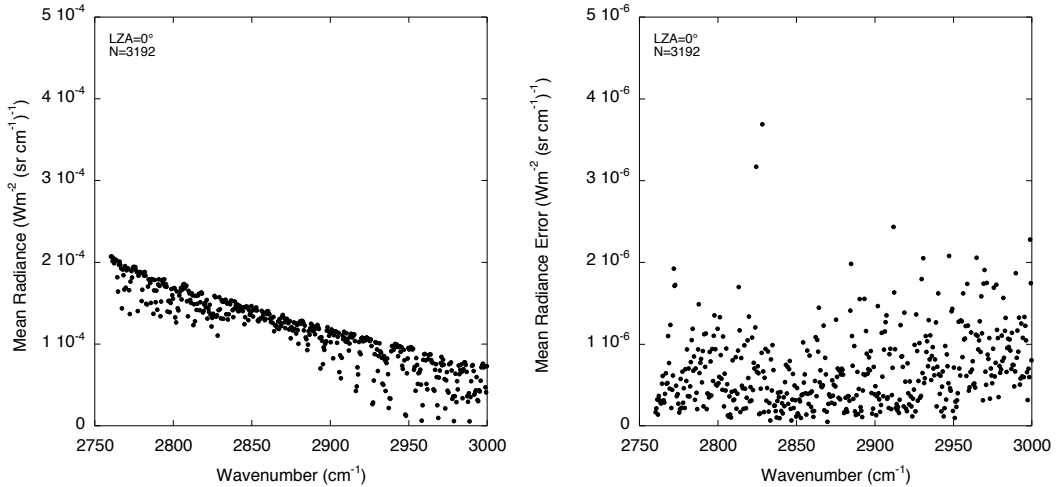 5 10⁻⁴
4 10⁻⁴
3 10⁻⁴
2 10⁻⁴
1 10⁻⁴
0
LZA=0°
N=3192
Mean Radiance (Wm⁻² (sr cm⁻¹)⁻¹)
2750 2800 2850 2900 2950 3000
Wavenumber (cm⁻¹)
5 10⁻⁶
4 10⁻⁶
3 10⁻⁶
2 10⁻⁶
1 10⁻⁶
0
LZA=0°
N=3192
Mean Radiance Error (Wm⁻² (sr cm⁻¹)⁻¹)
2750 2800 2850 2900 2950 3000
Wavenumber (cm⁻¹)